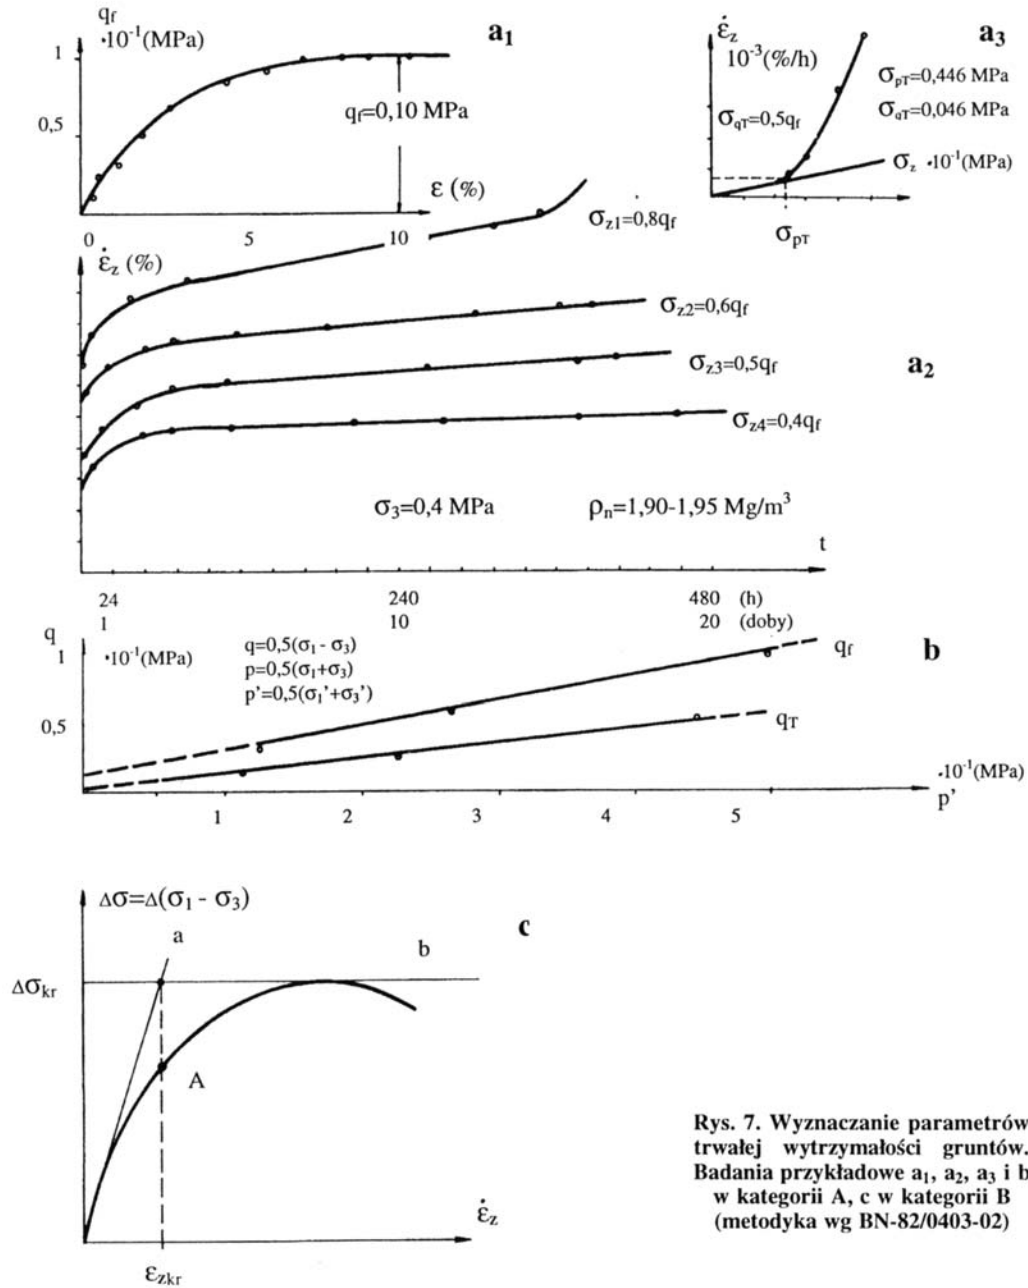 q_f
·10⁻¹(MPa)
a₁
1
0,5
q_f=0,10 MPa
ε (%)
0
5
10
ε̇_z
10⁻³(%/h)
a₃
σ_pT=0,446 MPa
σ_qT=0,046 MPa
σ_qT=0,5q_f
σ_z ·10⁻¹(MPa)
σ_pT
ε̇_z (%)
σ_z1=0,8q_f
σ_z2=0,6q_f
σ_z3=0,5q_f
a₂
σ_z4=0,4q_f
σ₃=0,4 MPa
ρ_n=1,90-1,95 Mg/m³
t
24
240
480
(h)
1
10
20
(doby)
q
1
·10⁻¹(MPa)
0,5
q=0,5(σ₁ - σ₃)
p=0,5(σ₁+σ₃)
p'=0,5(σ₁'+σ₃')
q_f
b
q_T
·10⁻¹(MPa)
p'
1
2
3
4
5
Δσ=Δ(σ₁ - σ₃)
c
a
b
Δσ_kr
A
ε̇_z
ε_zkr
Rys. 7. Wyznaczanie parametrów
trwałej wytrzymałości gruntów.
Badania przykładowe a₁, a₂, a₃ i b
w kategorii A, c w kategorii B
(metodyka wg BN-82/0403-02)